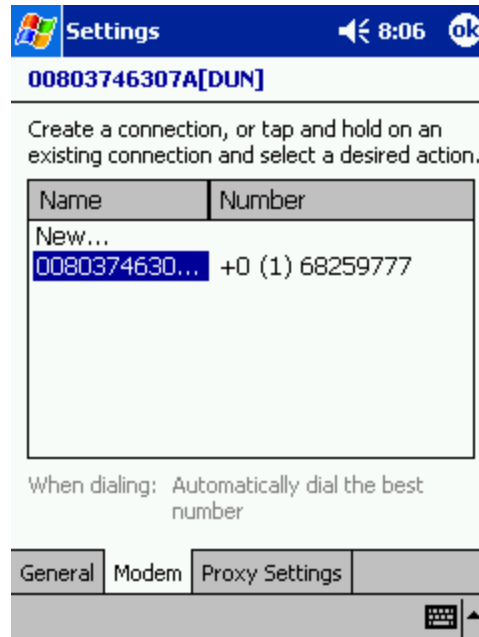 Settings 8:06 ok
00803746307A[DUN]
Create a connection, or tap and hold on an
existing connection and select a desired action.
Name Number
New...
0080374630... +0 (1) 68259777
When dialing: Automatically dial the best
number
General Modem Proxy Settings